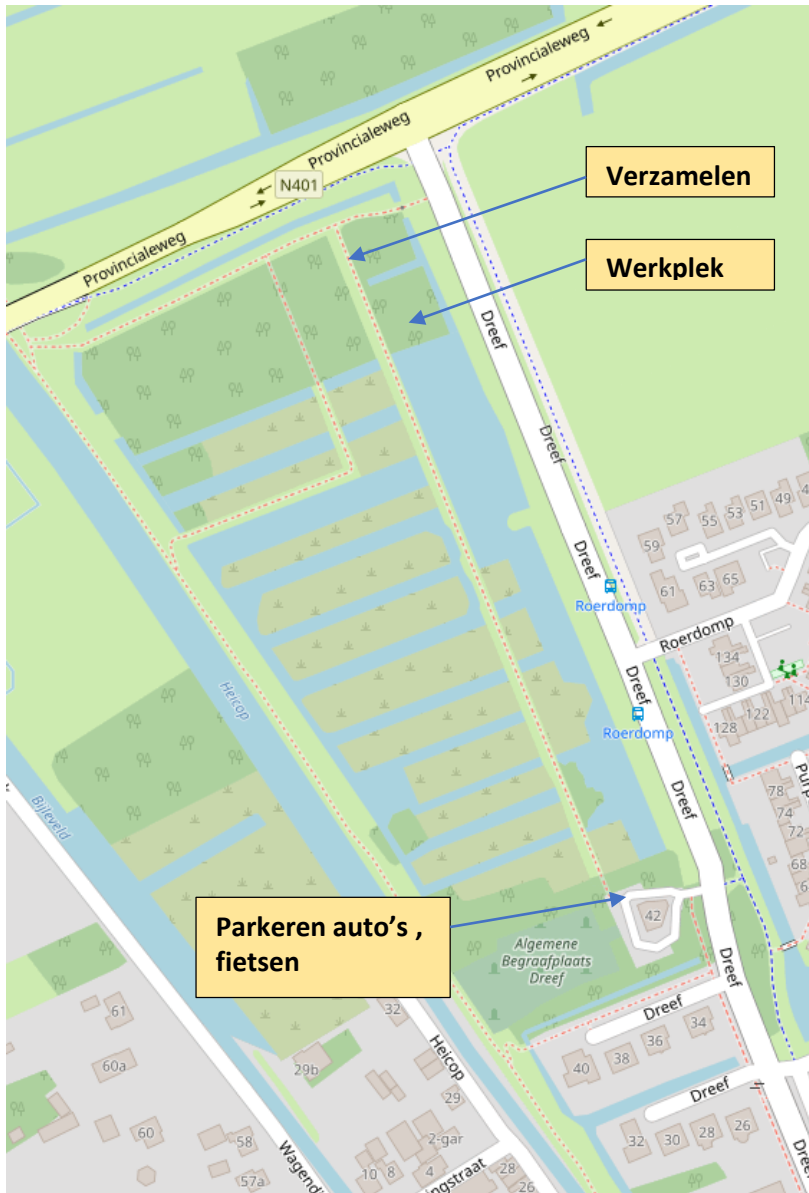 Provincialeweg
Provincialeweg
N401
Provincialeweg
Verzamelen
Werkplek
Dreef
Dreef
Dreef
57
55
53
51
49
59
61
63
65
Roerdomp
Roerdomp
134
130
128
122
114
Dreef
Roerdomp
Heicop
Bijleveld
Dreef
78
74
72
68
Parkeren auto's ,
fietsen
42
Algemene
Begraafplaats
Dreef
Dreef
Dreef
34
36
38
40
61
60a
32
29b
Heicop
29
Dreef
26
28
30
32
Dreef
60
58
57a
Wagendi
2-gar
10
8
4
ingstraat
28
26